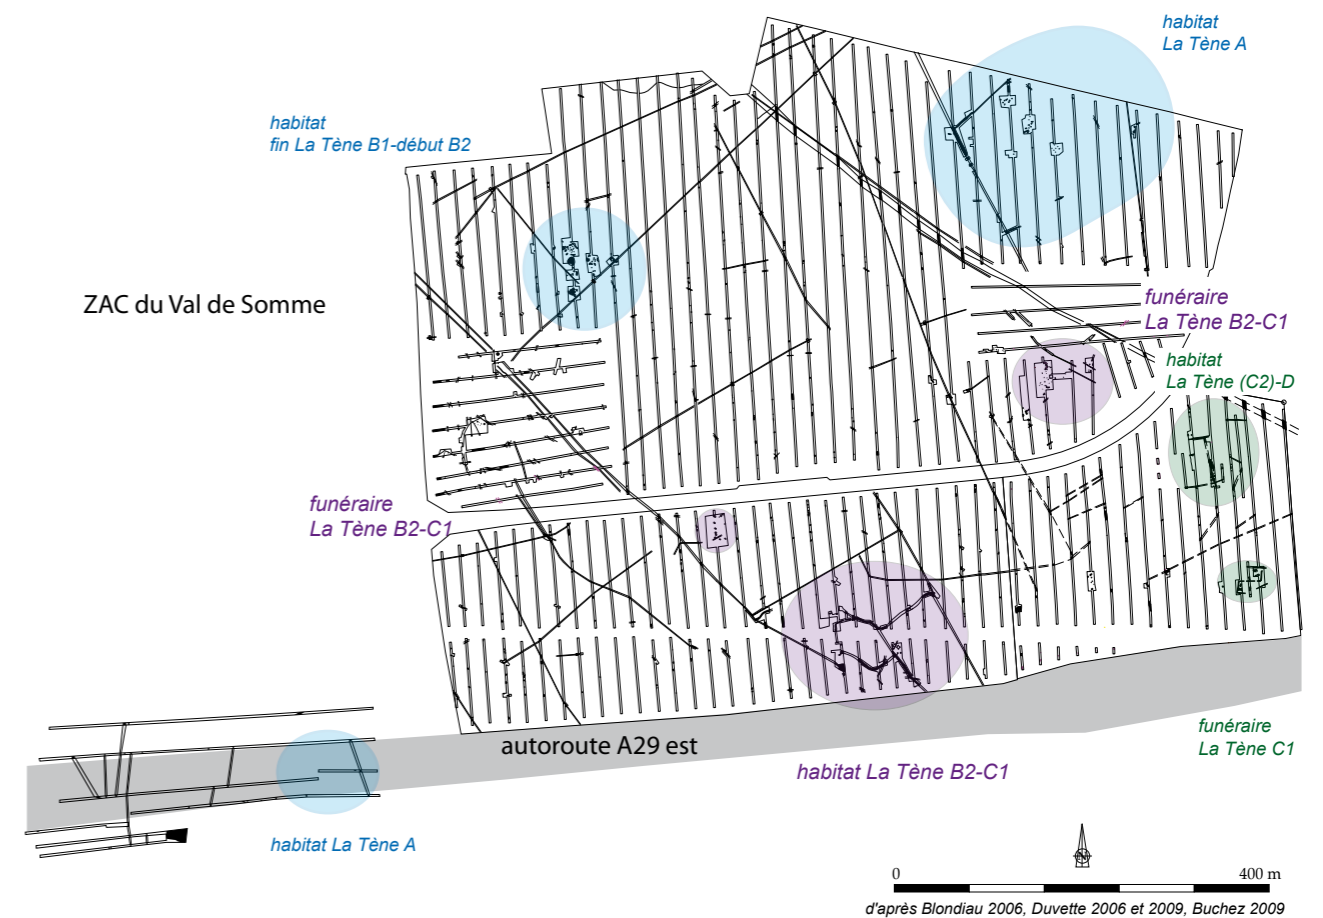 habitat
La Tène A
habitat
fin La Tène B1-début B2
ZAC du Val de Somme
funéraire
La Tène B2-C1
habitat
La Tène (C2)-D
funéraire
La Tène B2-C1
autoroute A29 est
funéraire
La Tène C1
habitat La Tène B2-C1
habitat La Tène A
N
0 400 m
d'après Blondiau 2006, Duvette 2006 et 2009, Buchez 2009